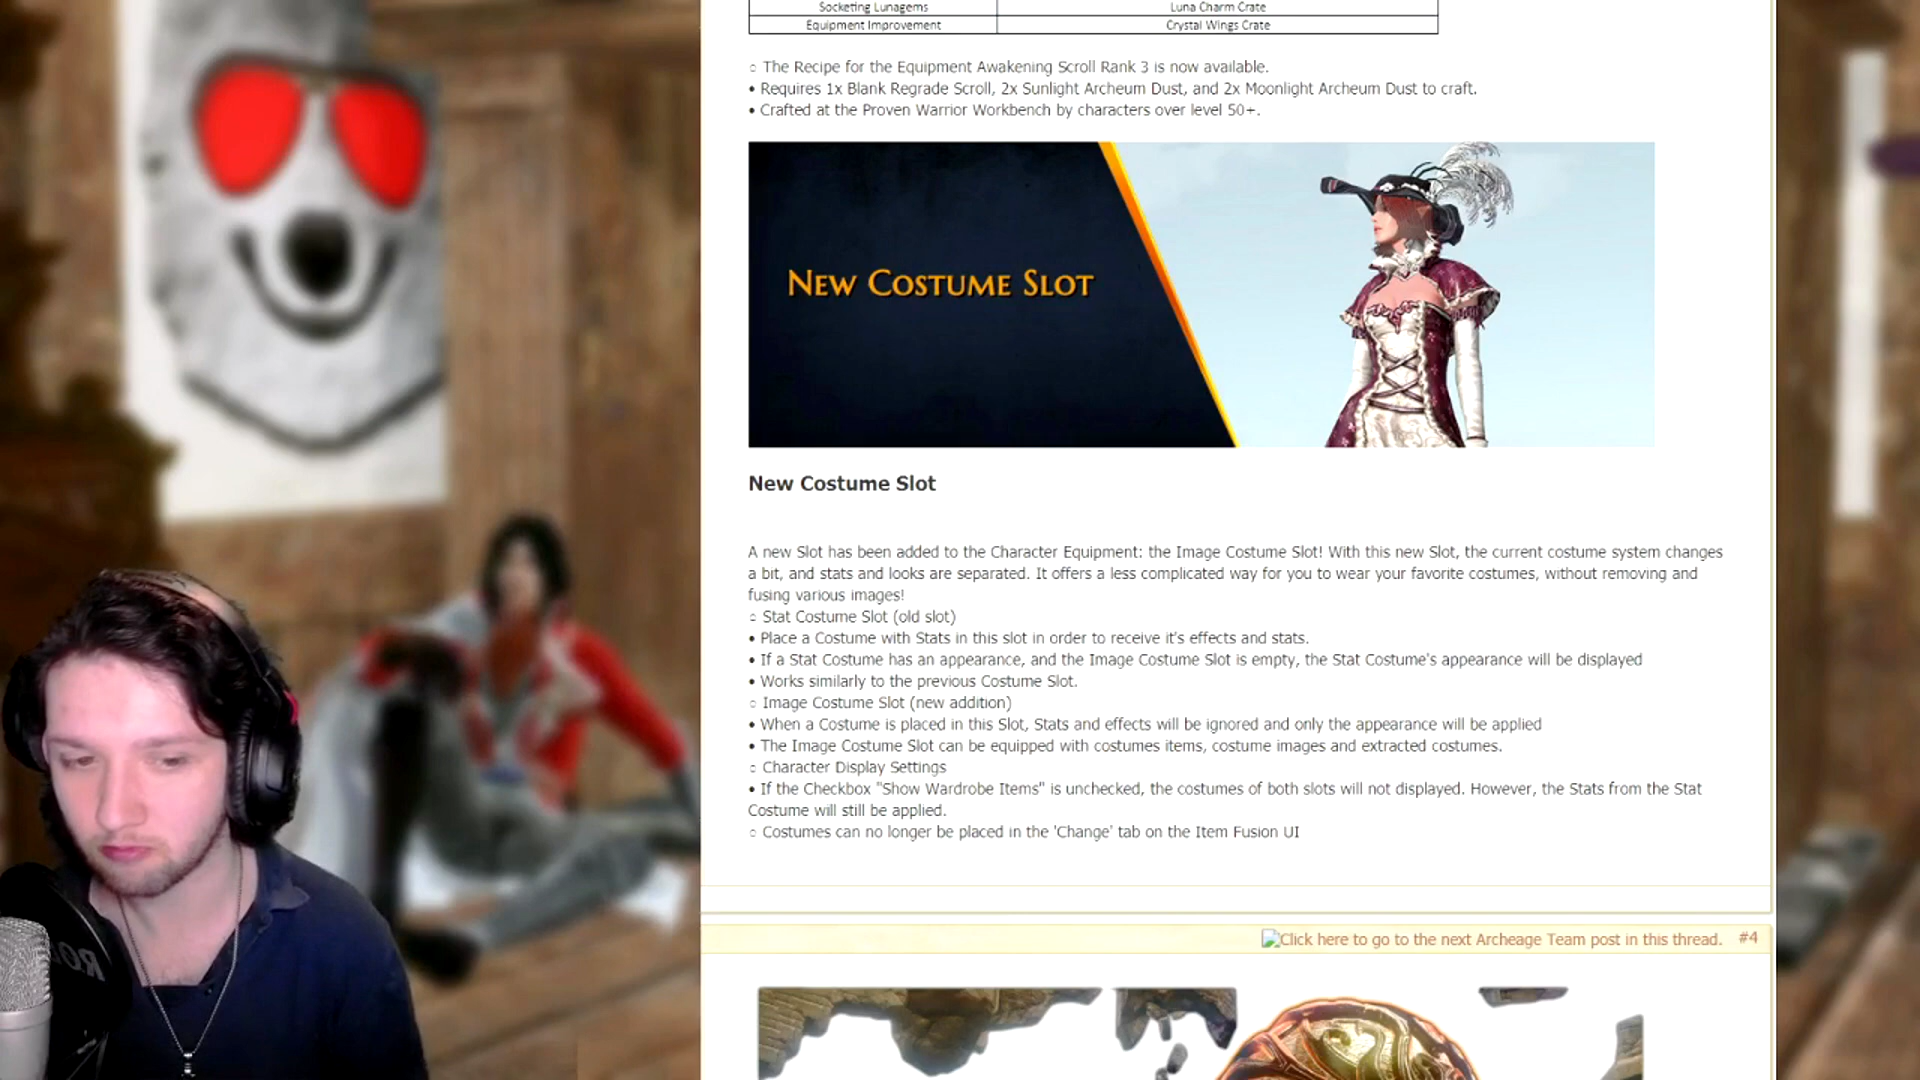 Socketing Lunagems Luna Charm Crate
Equipment Improvement Crystal Wings Crate
○ The Recipe for the Equipment Awakening Scroll Rank 3 is now available.
• Requires 1x Blank Regrade Scroll, 2x Sunlight Archeum Dust, and 2x Moonlight Archeum Dust to craft.
• Crafted at the Proven Warrior Workbench by characters over level 50+.
New Costume Slot
New Costume Slot
A new Slot has been added to the Character Equipment: the Image Costume Slot! With this new Slot, the current costume system changes
a bit, and stats and looks are separated. It offers a less complicated way for you to wear your favorite costumes, without removing and
fusing various images!
○ Stat Costume Slot (old slot)
• Place a Costume with Stats in this slot in order to receive it's effects and stats.
• If a Stat Costume has an appearance, and the Image Costume Slot is empty, the Stat Costume's appearance will be displayed
• Works similarly to the previous Costume Slot.
○ Image Costume Slot (new addition)
• When a Costume is placed in this Slot, Stats and effects will be ignored and only the appearance will be applied
• The Image Costume Slot can be equipped with costumes items, costume images and extracted costumes.
○ Character Display Settings
• If the Checkbox "Show Wardrobe Items" is unchecked, the costumes of both slots will not displayed. However, the Stats from the Stat
Costume will still be applied.
○ Costumes can no longer be placed in the 'Change' tab on the Item Fusion UI
Click here to go to the next Archeage Team post in this thread. #4